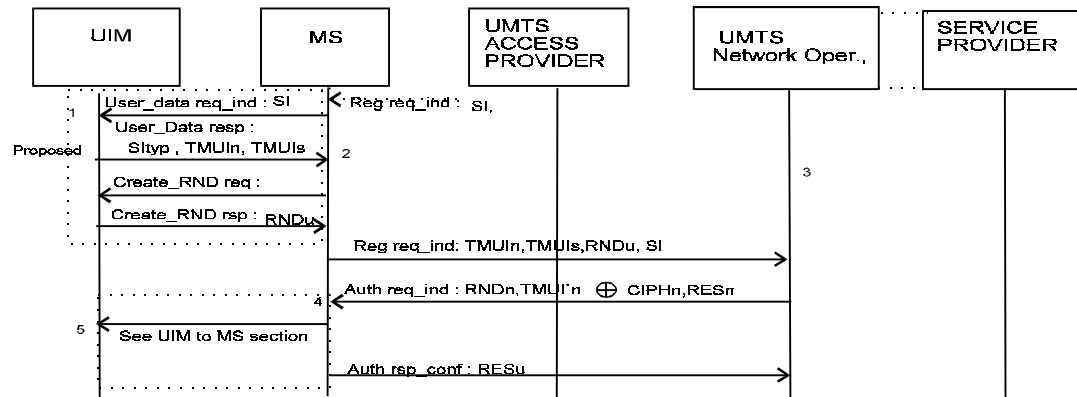 UIM
MS
UMTS
ACCESS
PROVIDER
UMTS
Network Oper.,
SERVICE
PROVIDER
1
User_data req_ind : SI
Reg req_ind : SI,
User_Data resp :
Proposed
SItyp , TMUIn, TMUIs
2
3
Create_RND req :
Create_RND rsp : RNDu
Reg req_ind: TMUIn,TMUIs,RNDu, SI
4
Auth req_ind : RNDn,TMUI`n ⊕ CIPHn,RESn
5
See UIM to MS section
Auth rsp_conf : RESu